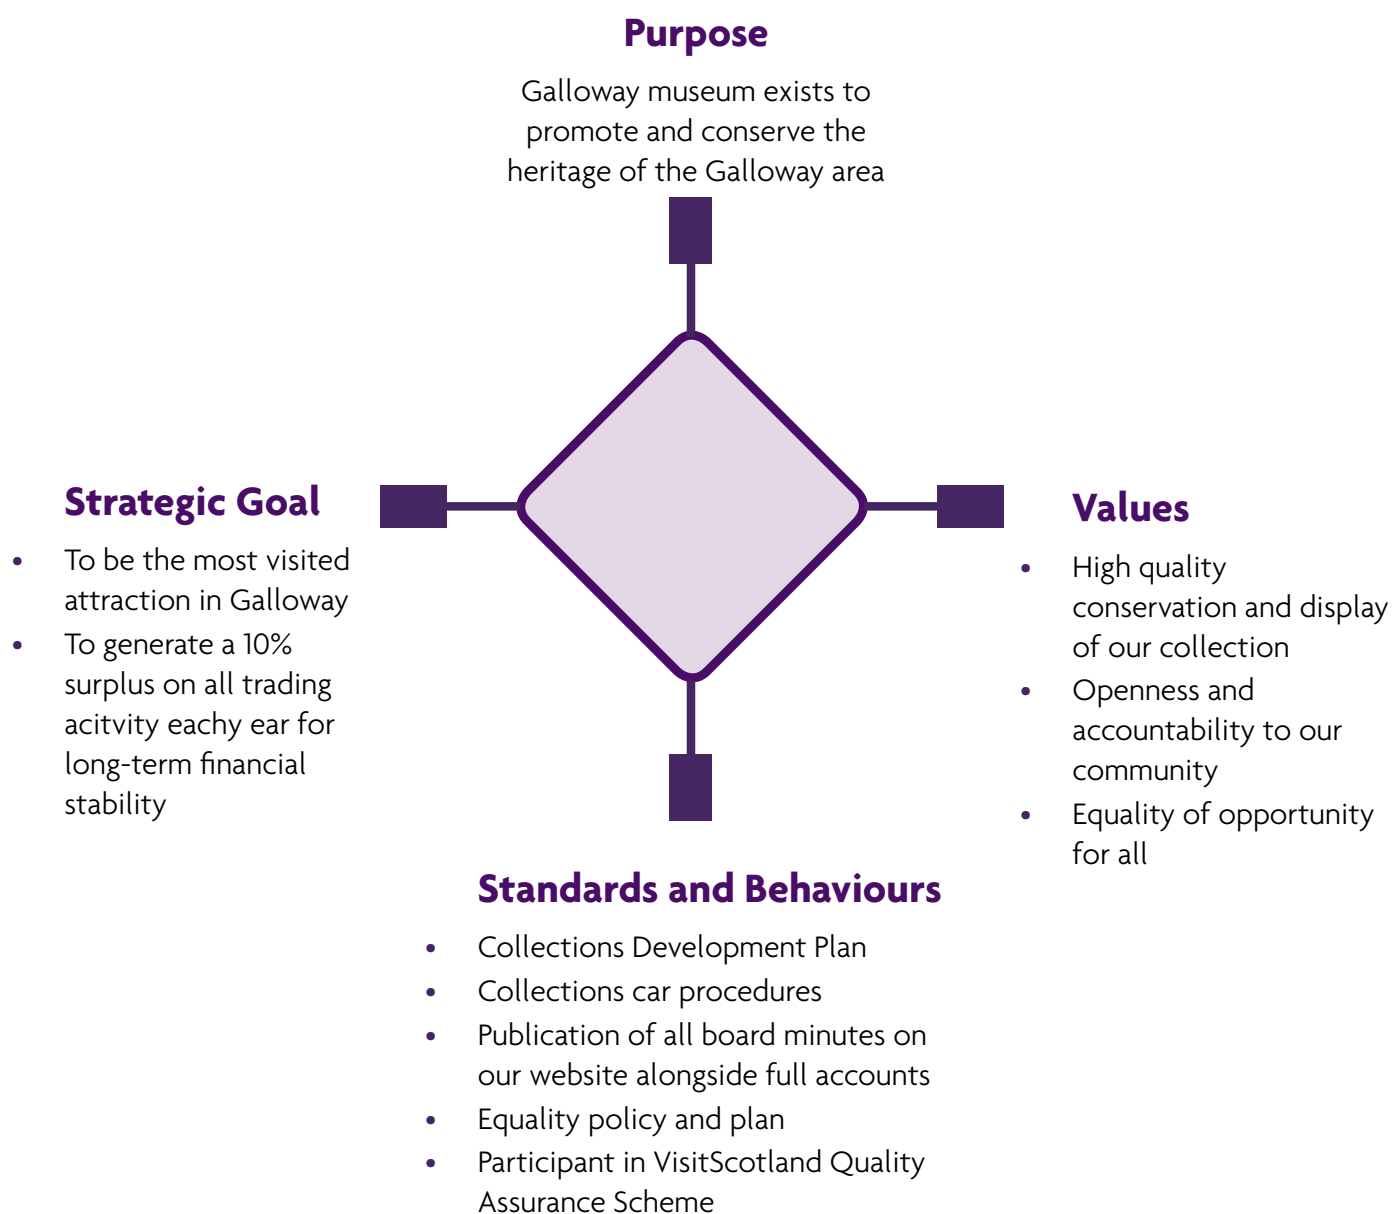 Purpose
Galloway museum exists to
promote and conserve the
heritage of the Galloway area
Strategic Goal
• To be the most visited
attraction in Galloway
• To generate a 10%
surplus on all trading
acitvity eachy ear for
long-term financial
stability
Values
• High quality
conservation and display
of our collection
• Openness and
accountability to our
community
• Equality of opportunity
for all
Standards and Behaviours
• Collections Development Plan
• Collections car procedures
• Publication of all board minutes on
our website alongside full accounts
• Equality policy and plan
• Participant in VisitScotland Quality
Assurance Scheme